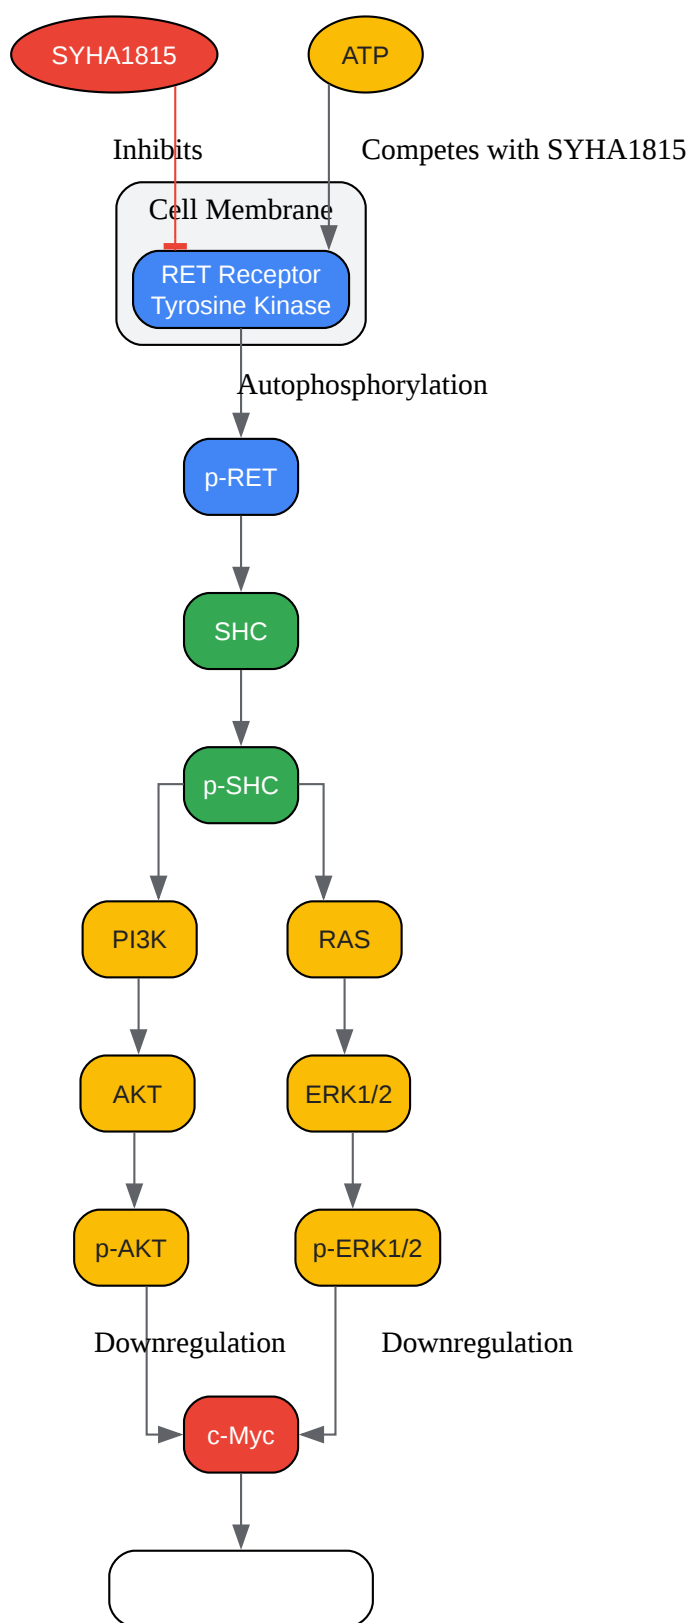 SYHA1815
ATP
Inhibits
Competes with SYHA1815
Cell Membrane
RET Receptor
Tyrosine Kinase
Autophosphorylation
p-RET
SHC
p-SHC
PI3K
RAS
AKT
ERK1/2
p-AKT
p-ERK1/2
Downregulation
Downregulation
c-Myc